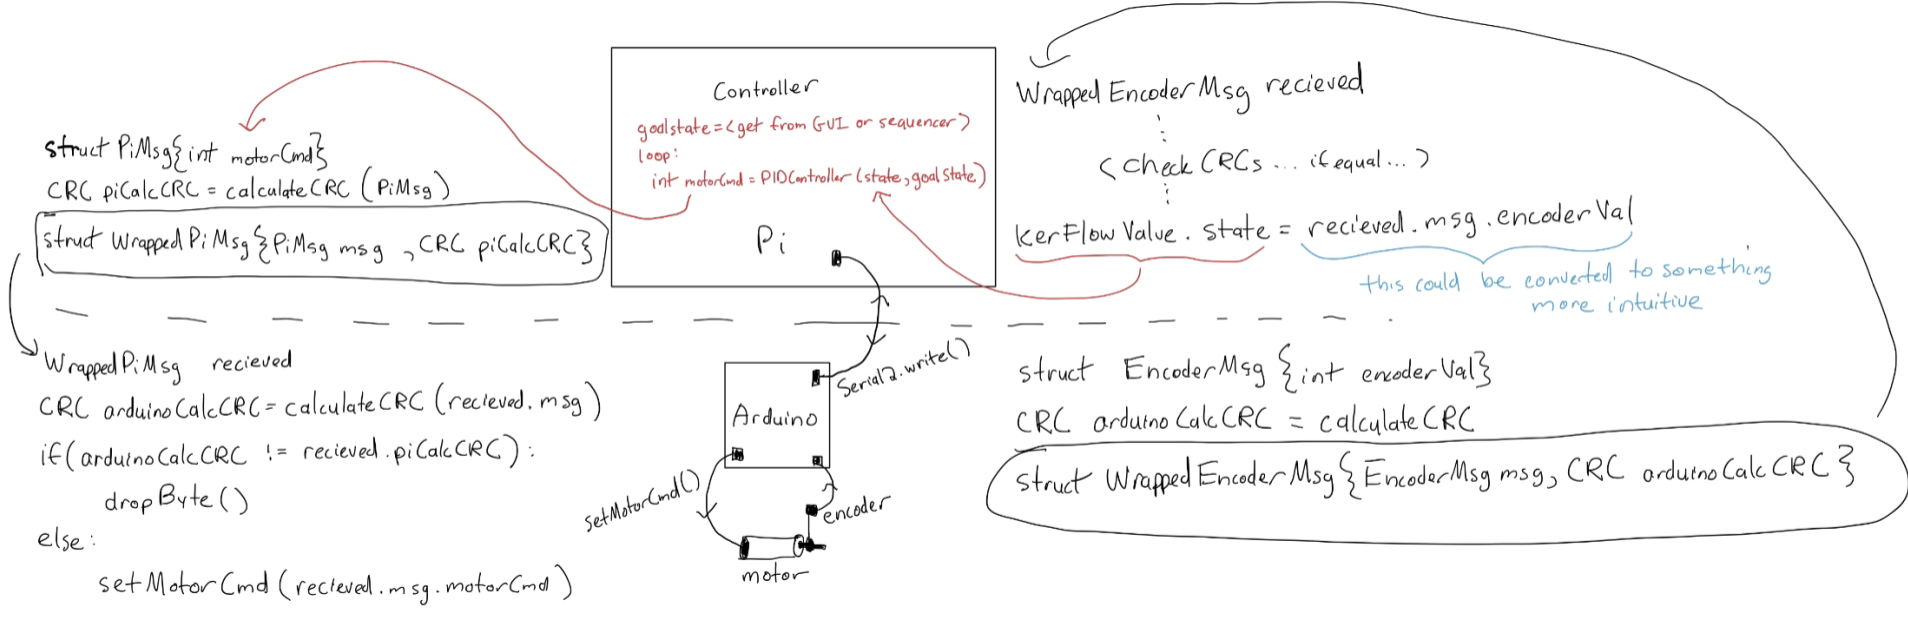 struct PiMsg{int motorCmd}
CRC piCalcCRC = calculateCRC (PiMsg)
struct WrappedPiMsg{PiMsg msg , CRC piCalcCRC}
WrappedPiMsg recieved
CRC arduinoCalcCRC = calculateCRC (recieved.msg)
if(arduinoCalcCRC != recieved.piCalcCRC):
dropByte()
else:
setMotorCmd (recieved.msg.motorCmd)
Controller
goalstate = <get from GUI or sequencer>
loop:
int motorCmd = PIDController (state, goalState)
Pi
Serial2.write()
Arduino
setMotorCmd()
encoder
motor
WrappedEncoderMsg recieved
< check CRCs ... if equal... >
KerFlowValue.state = recieved.msg.encoderVal
this could be converted to something
more intuitive
struct EncoderMsg {int encoderVal}
CRC arduinoCalcCRC = calculateCRC
struct WrappedEncoderMsg{EncoderMsg msg, CRC arduinoCalcCRC}